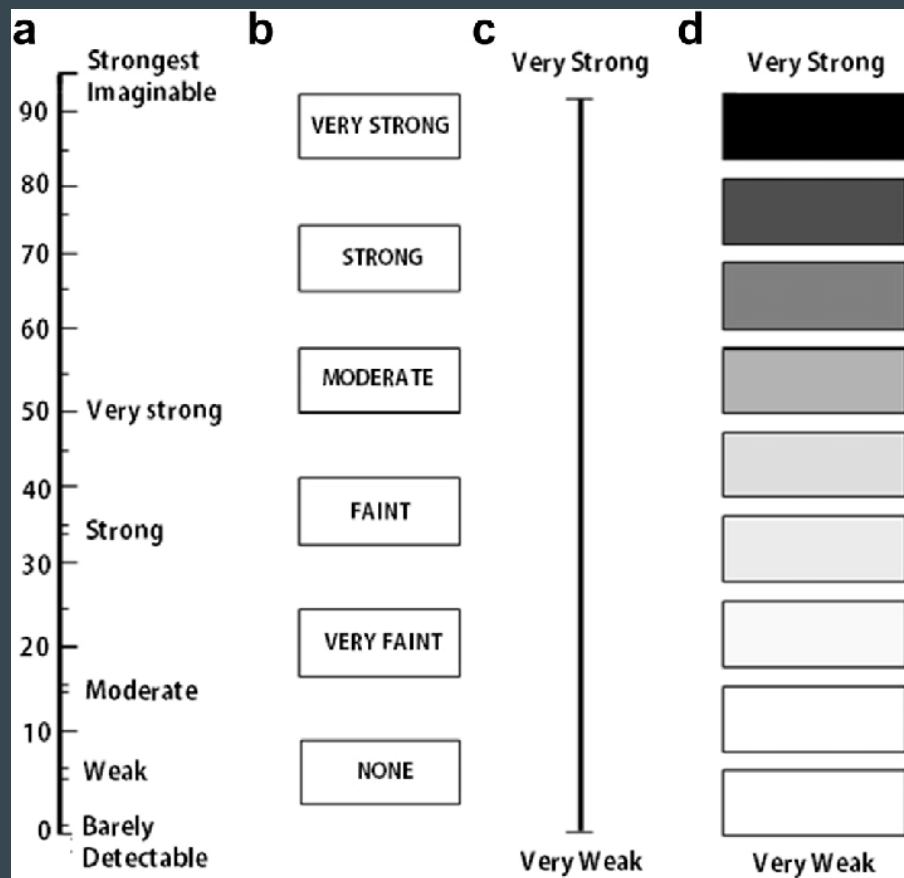 a
Strongest
Imaginable
90
80
70
60
50
Very strong
40
Strong
30
20
Moderate
10
Weak
0
Barely
Detectable
b
VERY STRONG
STRONG
MODERATE
FAINT
VERY FAINT
NONE
c
Very Strong
Very Weak
d
Very Strong
Very Weak